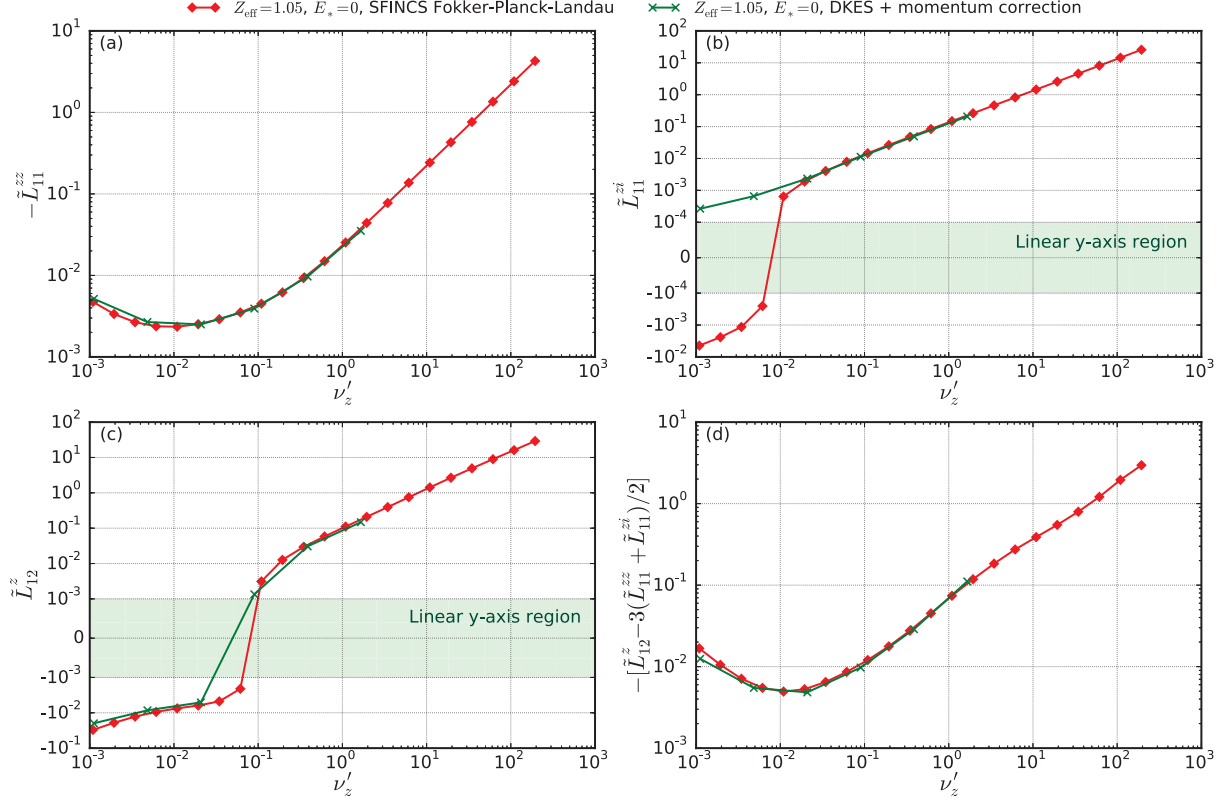 Z_eff=1.05, E_*=0, SFINCS Fokker-Planck-Landau
Z_eff=1.05, E_*=0, DKES + momentum correction
(a)
10^1
10^0
10^-1
10^-2
10^-3
−L̃_11^zz
10^-3 10^-2 10^-1 10^0 10^1 10^2 10^3
ν′_z
(b)
10^2
10^1
10^0
10^-1
10^-2
10^-3
10^-4
0
-10^-4
-10^-3
-10^-2
L̃_11^zi
Linear y-axis region
10^-3 10^-2 10^-1 10^0 10^1 10^2 10^3
ν′_z
(c)
10^2
10^1
10^0
10^-1
10^-2
10^-3
0
-10^-3
-10^-2
-10^-1
L̃_12^z
Linear y-axis region
10^-3 10^-2 10^-1 10^0 10^1 10^2 10^3
ν′_z
(d)
10^1
10^0
10^-1
10^-2
10^-3
−[L̃_12^z−3(L̃_11^zz+L̃_11^zi)/2]
10^-3 10^-2 10^-1 10^0 10^1 10^2 10^3
ν′_z